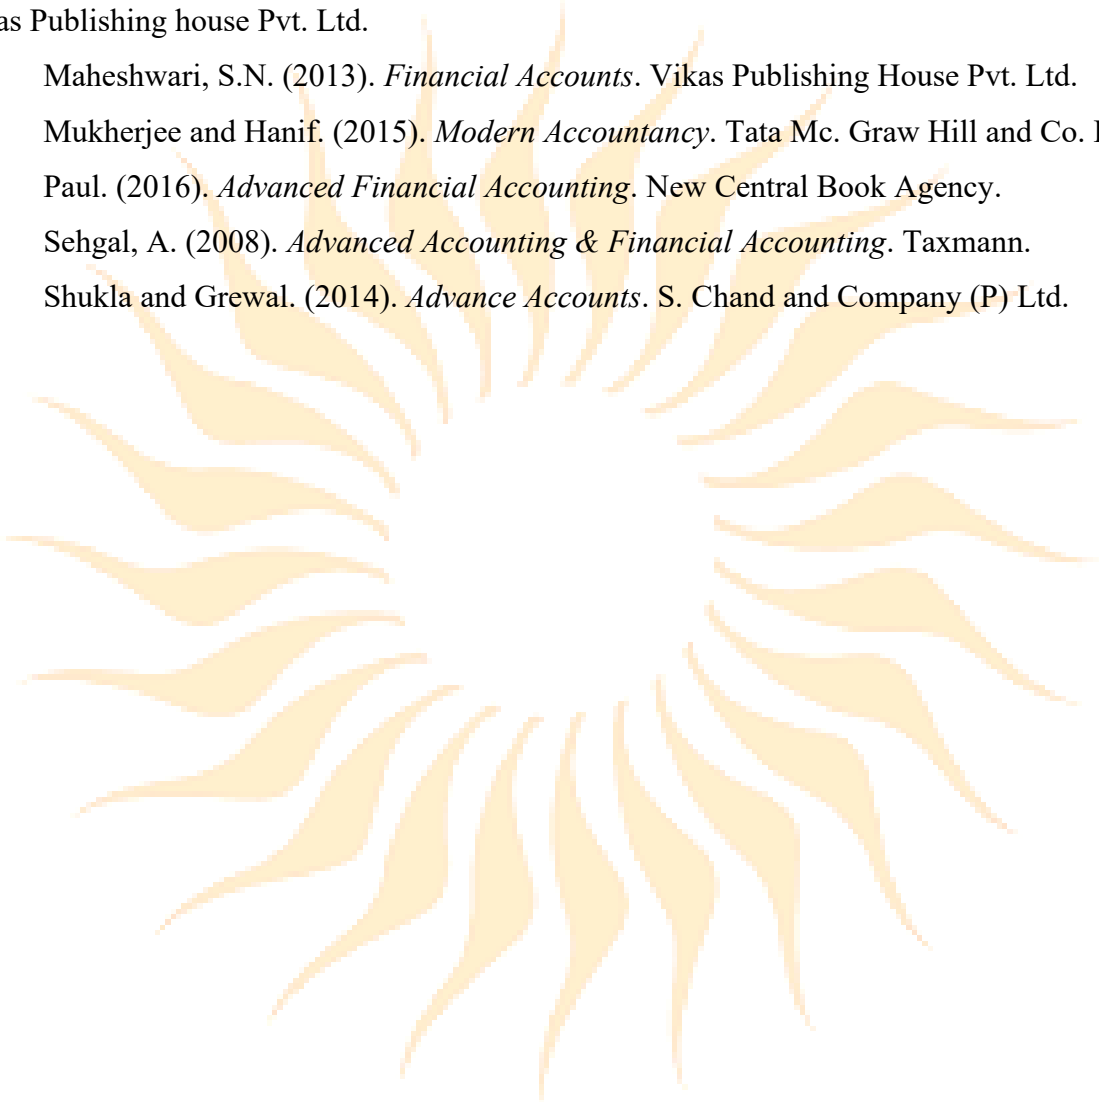 as Publishing house Pvt. Ltd.
Maheshwari, S.N. (2013). Financial Accounts. Vikas Publishing House Pvt. Ltd.
Mukherjee and Hanif. (2015). Modern Accountancy. Tata Mc. Graw Hill and Co. 
Paul. (2016). Advanced Financial Accounting. New Central Book Agency.
Sehgal, A. (2008). Advanced Accounting & Financial Accounting. Taxmann.
Shukla and Grewal. (2014). Advance Accounts. S. Chand and Company (P) Ltd.